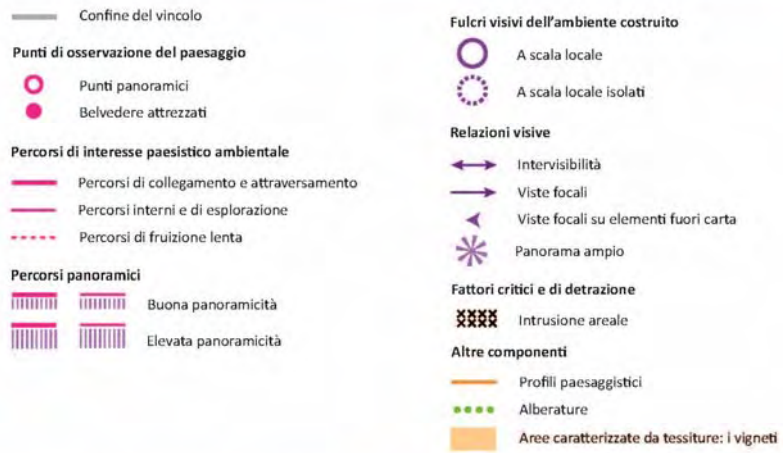 Confine del vincolo
Punti di osservazione del paesaggio
Punti panoramici
Belvedere attrezzati
Percorsi di interesse paesistico ambientale
Percorsi di collegamento e attraversamento
Percorsi interni e di esplorazione
Percorsi di fruizione lenta
Percorsi panoramici
Buona panoramicità
Elevata panoramicità
Fulcri visivi dell'ambiente costruito
A scala locale
A scala locale isolati
Relazioni visive
Intervisibilità
Viste focali
Viste focali su elementi fuori carta
Panorama ampio
Fattori critici e di detrazione
Intrusione areale
Altre componenti
Profili paesaggistici
Alberature
Aree caratterizzate da tessiture: i vigneti